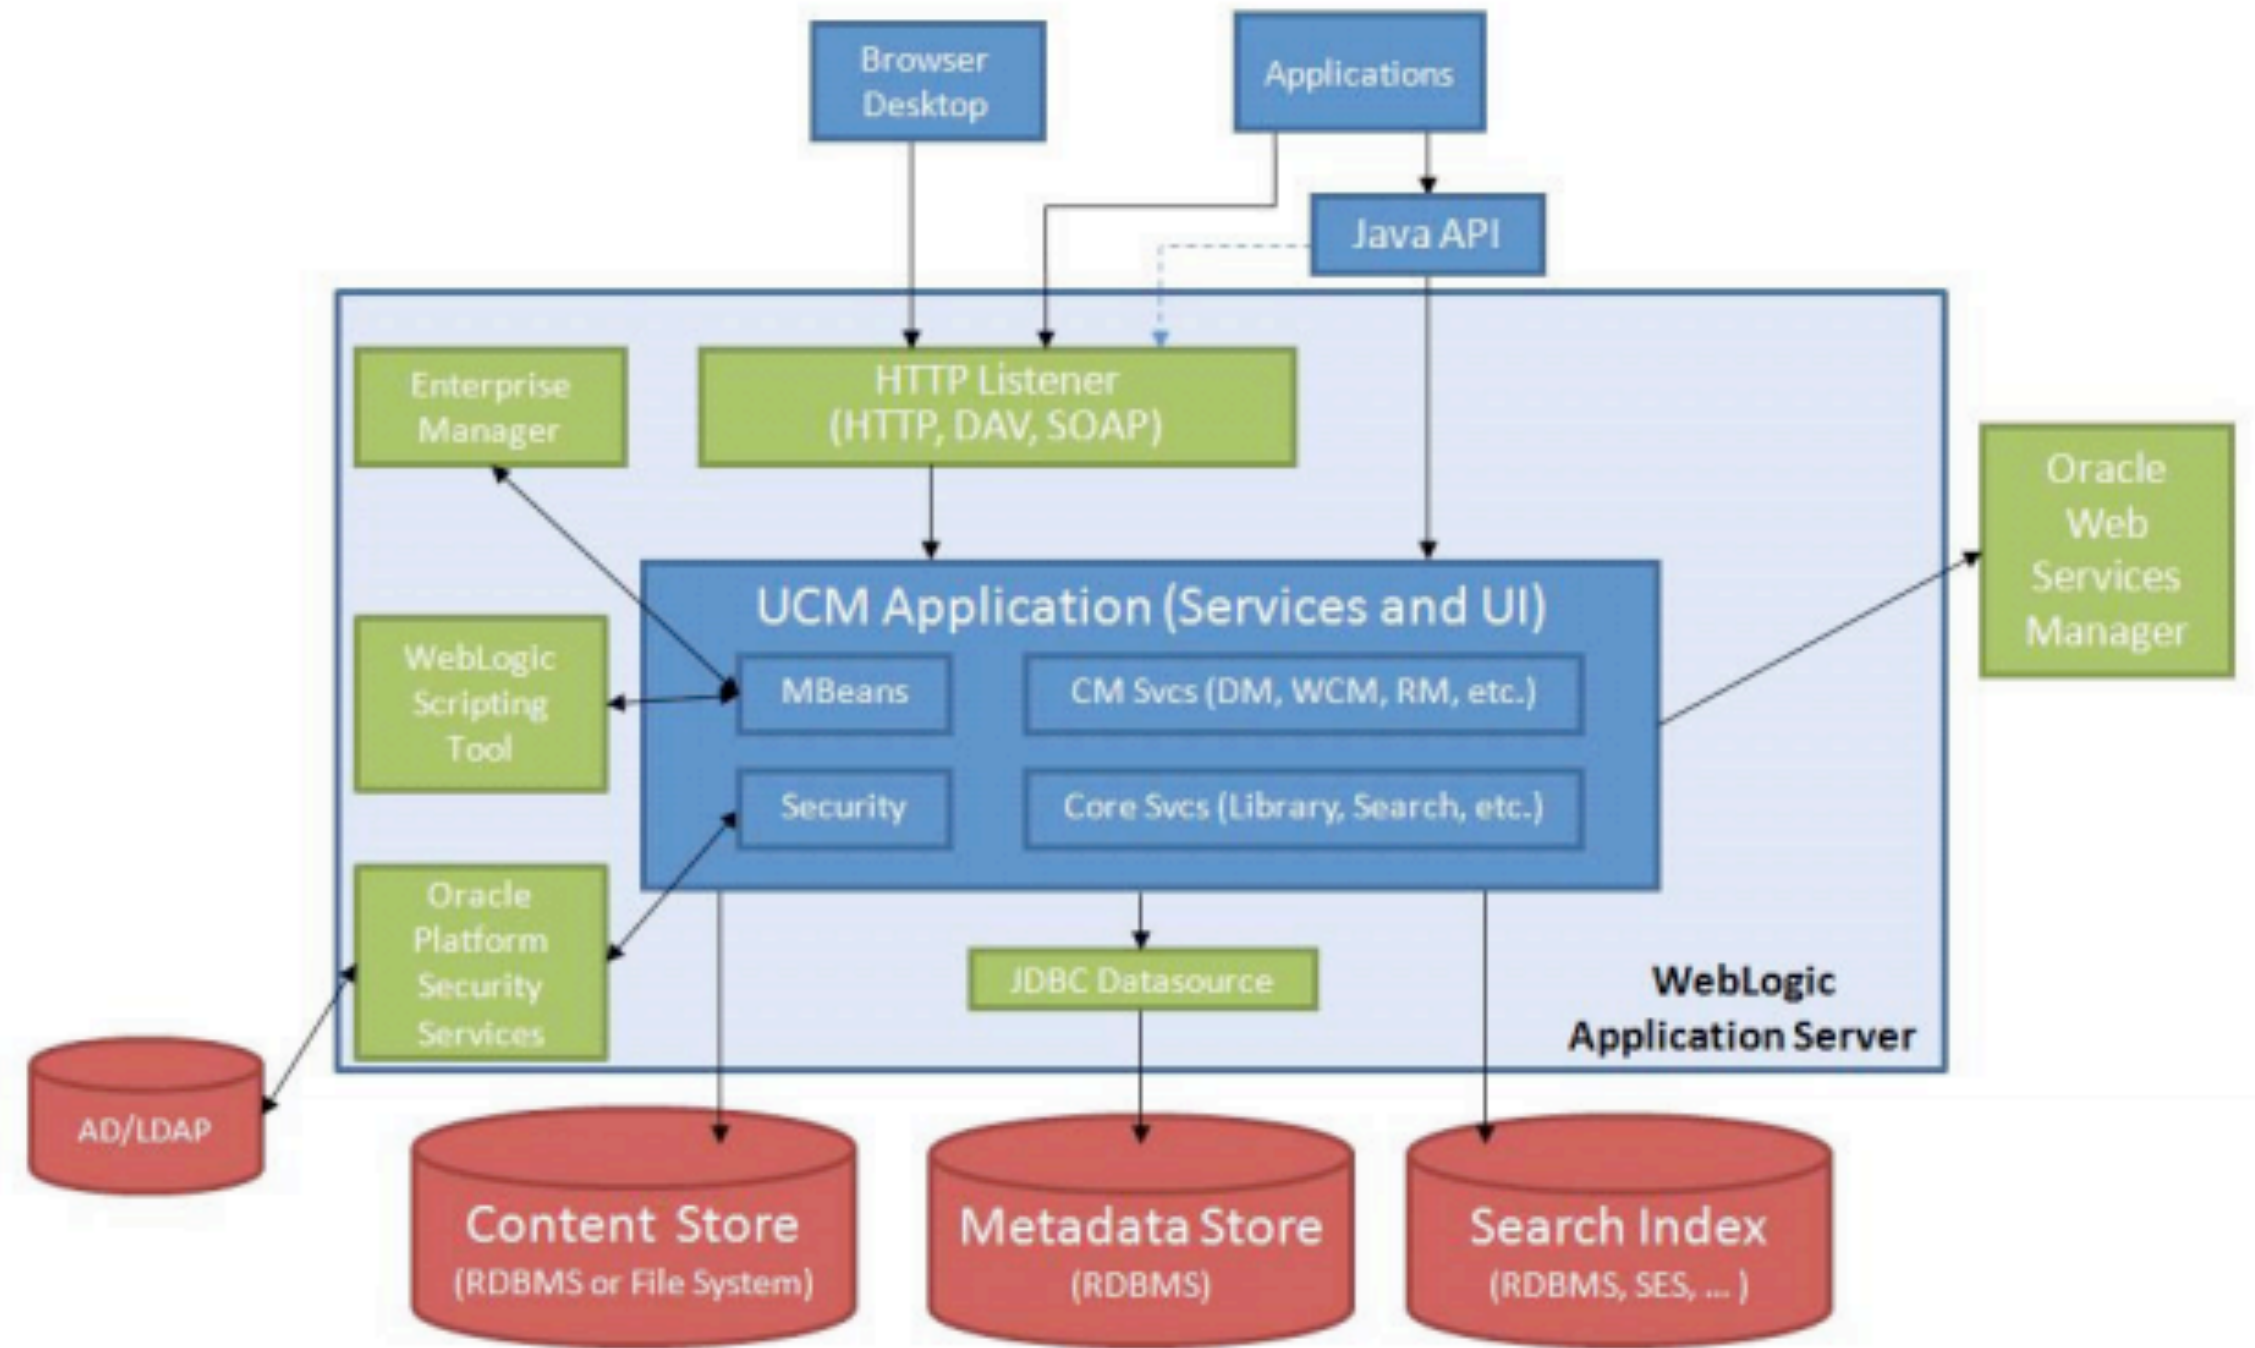 Browser
Desktop
Applications
Java API
Enterprise
Manager
HTTP Listener
(HTTP, DAV, SOAP)
Oracle
Web
Services
Manager
UCM Application (Services and UI)
WebLogic
Scripting
Tool
MBeans
CM Svcs (DM, WCM, RM, etc.)
Security
Core Svcs (Library, Search, etc.)
Oracle
Platform
Security
Services
JDBC Datasource
WebLogic
Application Server
AD/LDAP
Content Store
(RDBMS or File System)
Metadata Store
(RDBMS)
Search Index
(RDBMS, SES, ... )